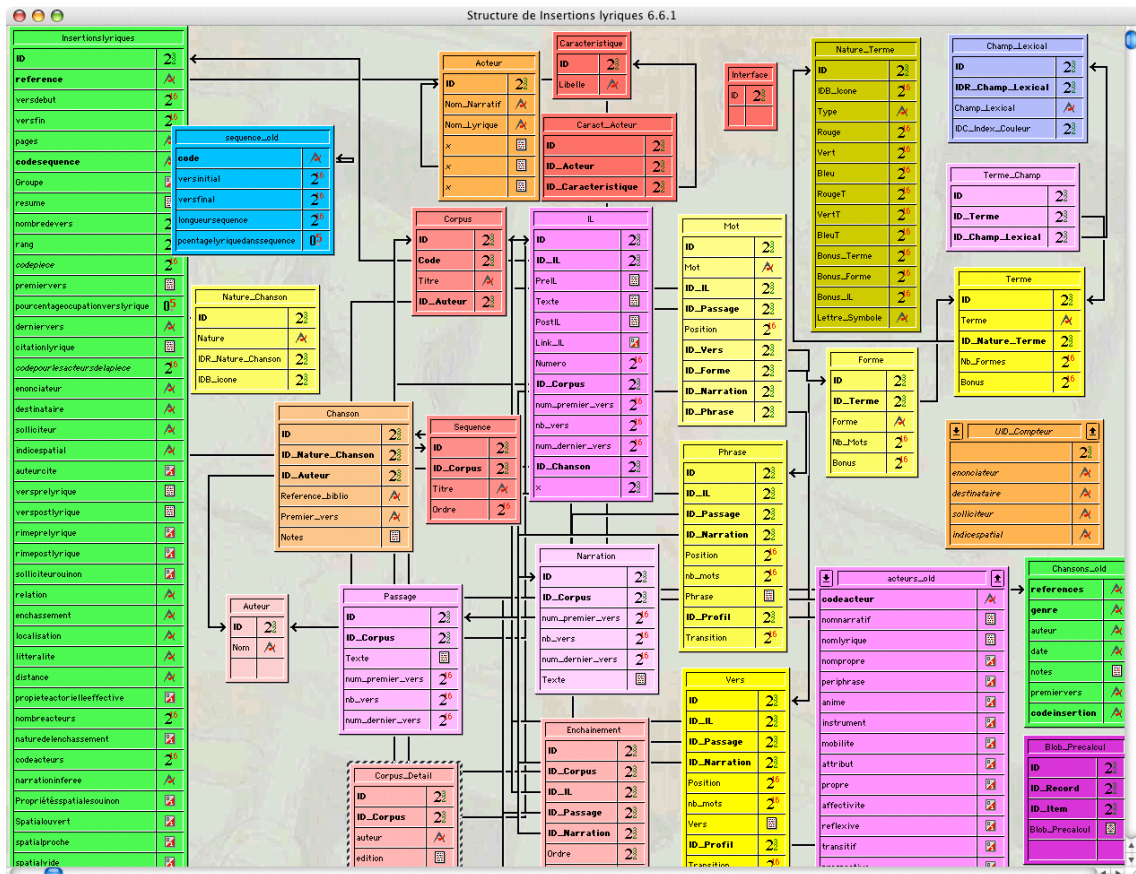 Structure de Insertions lyriques 6.6.1
Insertionslyriques
ID
reference
versdebut
versfin
pages
codesequence
Groupe
resume
nombredevers
rang
codepiece
premiervers
pourcentageocupationverslyrique
derniervers
citationlyrique
codepourlesacteursdelapiece
enonciateur
destinataire
solliciteur
indicespatial
auteurcite
versprelyrique
verspostlyrique
rimeprelyrique
rimepostlyrique
solliciteurouinon
relation
enchassement
localisation
litteralite
distance
propieteactorielleeffective
nombreacteurs
naturedelenchassement
codeacteurs
narrationinferee
Propriétésspatialesouinon
Spatialouvert
spatialproche
spatialvide
sequence_old
code
versinitial
versfinal
longueursequence
pcentagelyriquedanssequence
Nature_Chanson
ID
Nature
IDR_Nature_Chanson
IDB_icone
Chanson
ID
ID_Nature_Chanson
ID_Auteur
Reference_biblio
Premier_vers
Notes
Auteur
ID
Nom
Acteur
ID
Nom_Narratif
Nom_Lyrique
x
x
x
Caracteristique
ID
Libelle
Caract_Acteur
ID
ID_Acteur
ID_Caracteristique
Interface
ID
Corpus
ID
Code
Titre
ID_Auteur
Sequence
ID
ID_Corpus
Titre
Ordre
Passage
ID
ID_Corpus
Texte
num_premier_vers
nb_vers
num_dernier_vers
Corpus_Detail
ID
ID_Corpus
auteur
edition
IL
ID
ID_IL
PreIL
Texte
PostIL
Link_IL
Numero
ID_Corpus
num_premier_vers
nb_vers
num_dernier_vers
ID_Chanson
x
Narration
ID
ID_Corpus
num_premier_vers
nb_vers
num_dernier_vers
Texte
Enchainement
ID
ID_Corpus
ID_IL
ID_Passage
ID_Narration
Ordre
Mot
ID
Mot
ID_IL
ID_Passage
Position
ID_Vers
ID_Forme
ID_Narration
ID_Phrase
Phrase
ID
ID_IL
ID_Passage
ID_Narration
Position
nb_mots
Phrase
ID_Profil
Transition
Vers
ID
ID_IL
ID_Passage
ID_Narration
Position
nb_mots
Vers
ID_Profil
Transition
Nature_Terme
ID
IDB_Icone
Type
Rouge
Vert
Bleu
RougeT
VertT
BleuT
Bonus_Terme
Bonus_Forme
Bonus_IL
Lettre_Symbole
Forme
ID
ID_Terme
Forme
Nb_Mots
Bonus
Champ_Lexical
ID
IDR_Champ_Lexical
Champ_Lexical
IDC_Index_Couleur
Terme_Champ
ID
ID_Terme
ID_Champ_Lexical
Terme
ID
Terme
ID_Nature_Terme
Nb_Formes
Bonus
UID_Compteur
enonciateur
destinataire
solliciteur
indicespatial
acteurs_old
codeacteur
nomnarratif
nomlyrique
nompropre
periphrase
anime
instrument
mobilite
attribut
propre
affectivite
reflexive
transitif
Chansons_old
references
genre
auteur
date
notes
premiervers
codeinsertion
Blob_Precalcul
ID
ID_Record
ID_Item
Blob_Precalcul